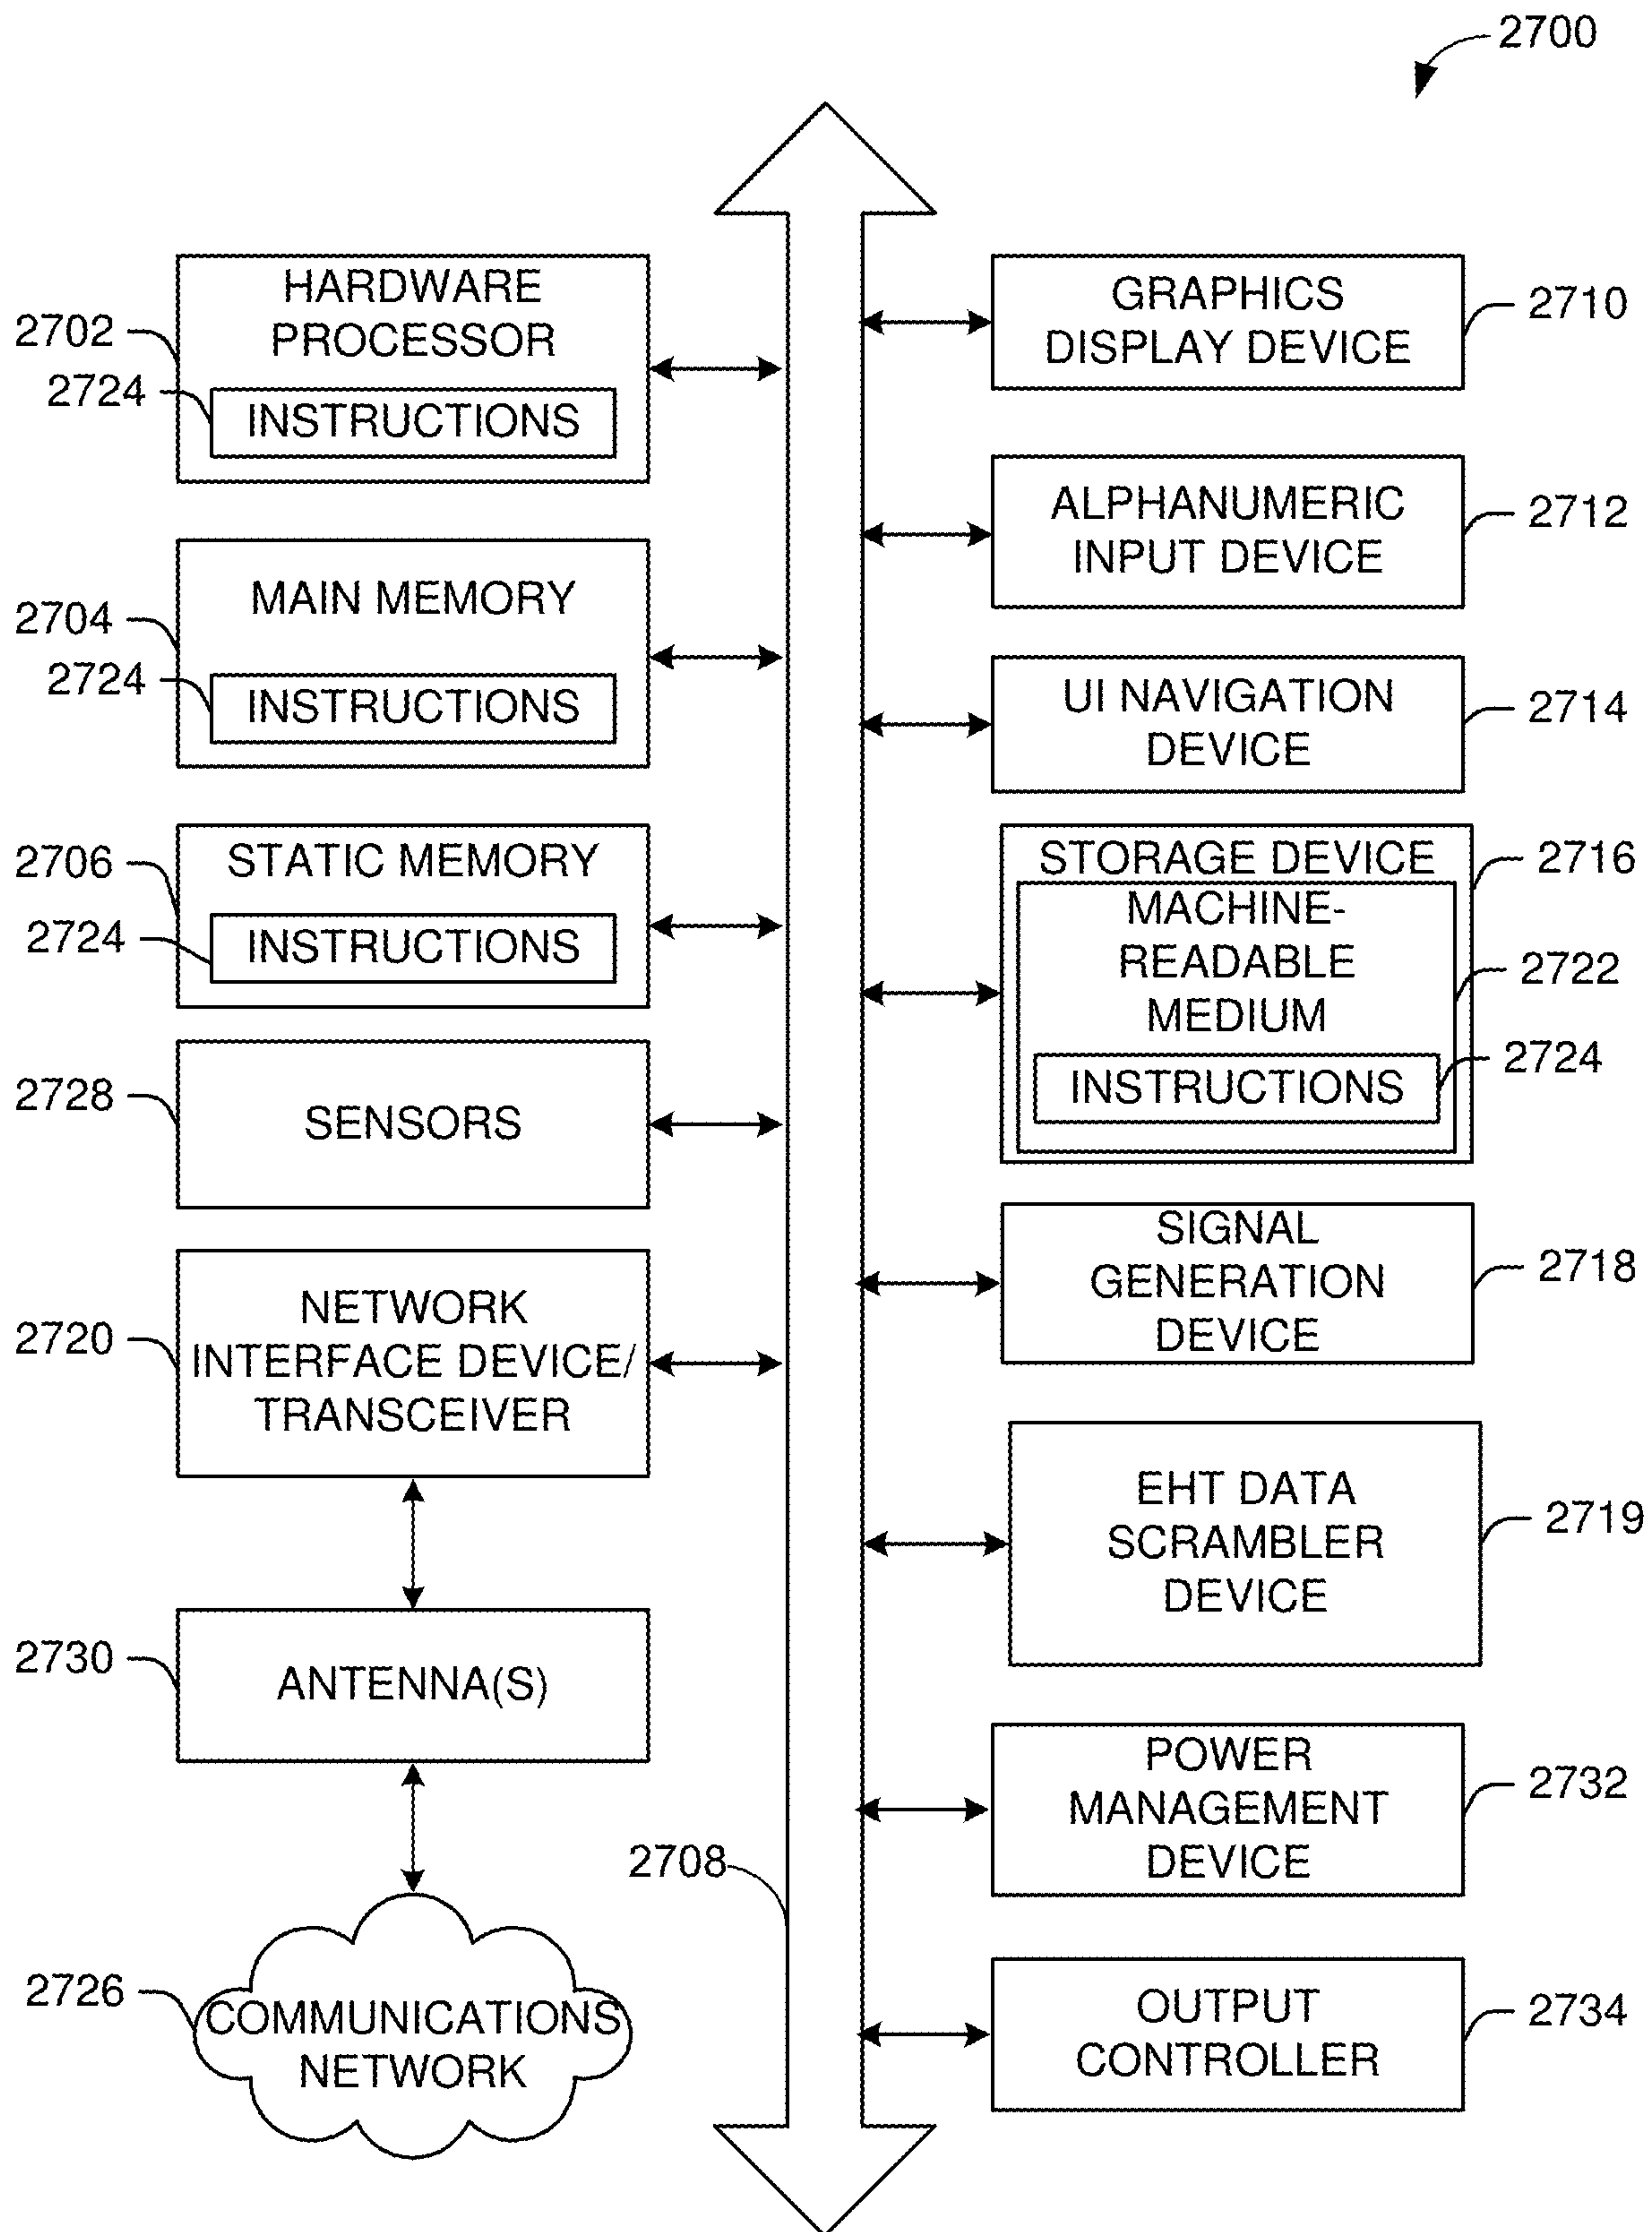 2700
HARDWARE
PROCESSOR
2702
2724
INSTRUCTIONS
MAIN MEMORY
2704
2724
INSTRUCTIONS
STATIC MEMORY
2706
2724
INSTRUCTIONS
2728
SENSORS
NETWORK
INTERFACE DEVICE/
TRANSCEIVER
2720
2730
ANTENNA(S)
2708
2726
COMMUNICATIONS
NETWORK
GRAPHICS
DISPLAY DEVICE
2710
ALPHANUMERIC
INPUT DEVICE
2712
UI NAVIGATION
DEVICE
2714
STORAGE DEVICE
2716
MACHINE-
READABLE
MEDIUM
2722
INSTRUCTIONS
2724
SIGNAL
GENERATION
DEVICE
2718
EHT DATA
SCRAMBLER
DEVICE
2719
POWER
MANAGEMENT
DEVICE
2732
OUTPUT
CONTROLLER
2734